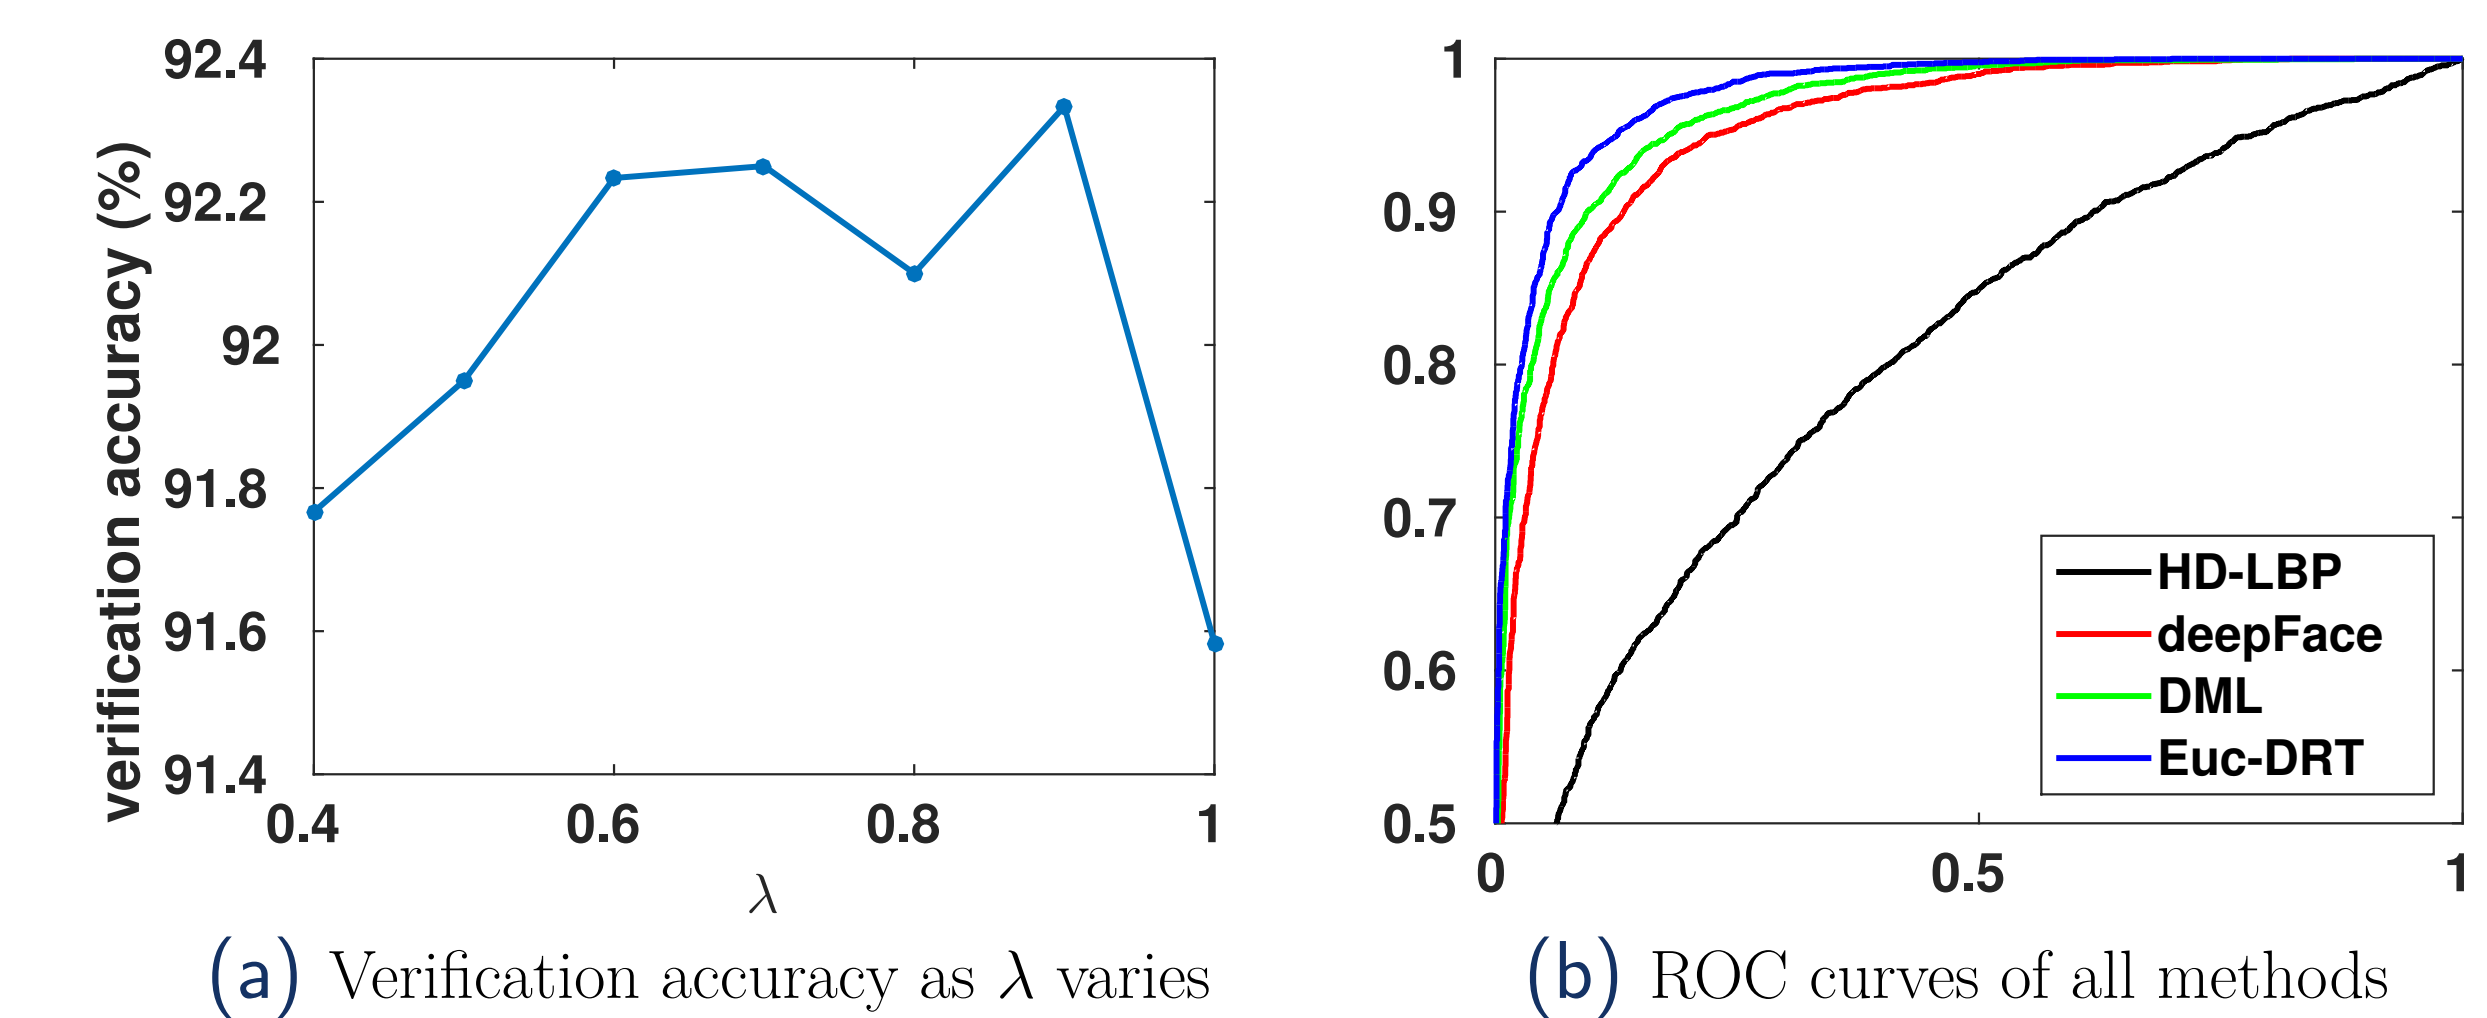 verification accuracy (%)
92.4
92.2
92
91.8
91.6
91.4
0.4 0.6 0.8 1
λ
(a) Verification accuracy as λ varies
1
0.9
0.8
0.7
0.6
0.5
0 0.5 1
HD-LBP
deepFace
DML
Euc-DRT
(b) ROC curves of all methods